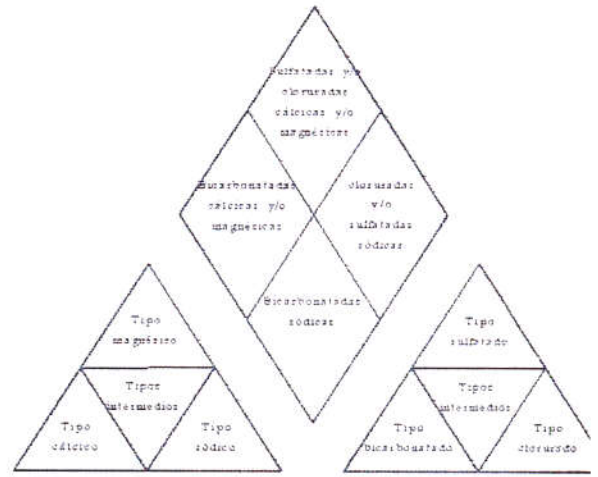 Sulfatadas y/o
cloruradas
cálcicas y/o
magnésicas
Bicarbonatadas
cálcicas y/o
magnésicas
cloruradas
y/o
sulfatadas
sódicas
Bicarbonatadas
sódicas
Tipo
magnésico
Tipos
intermedios
Tipo
cálcico
Tipo
sódico
Tipo
sulfatado
Tipos
intermedios
Tipo
bicarbonatado
Tipo
clorurado